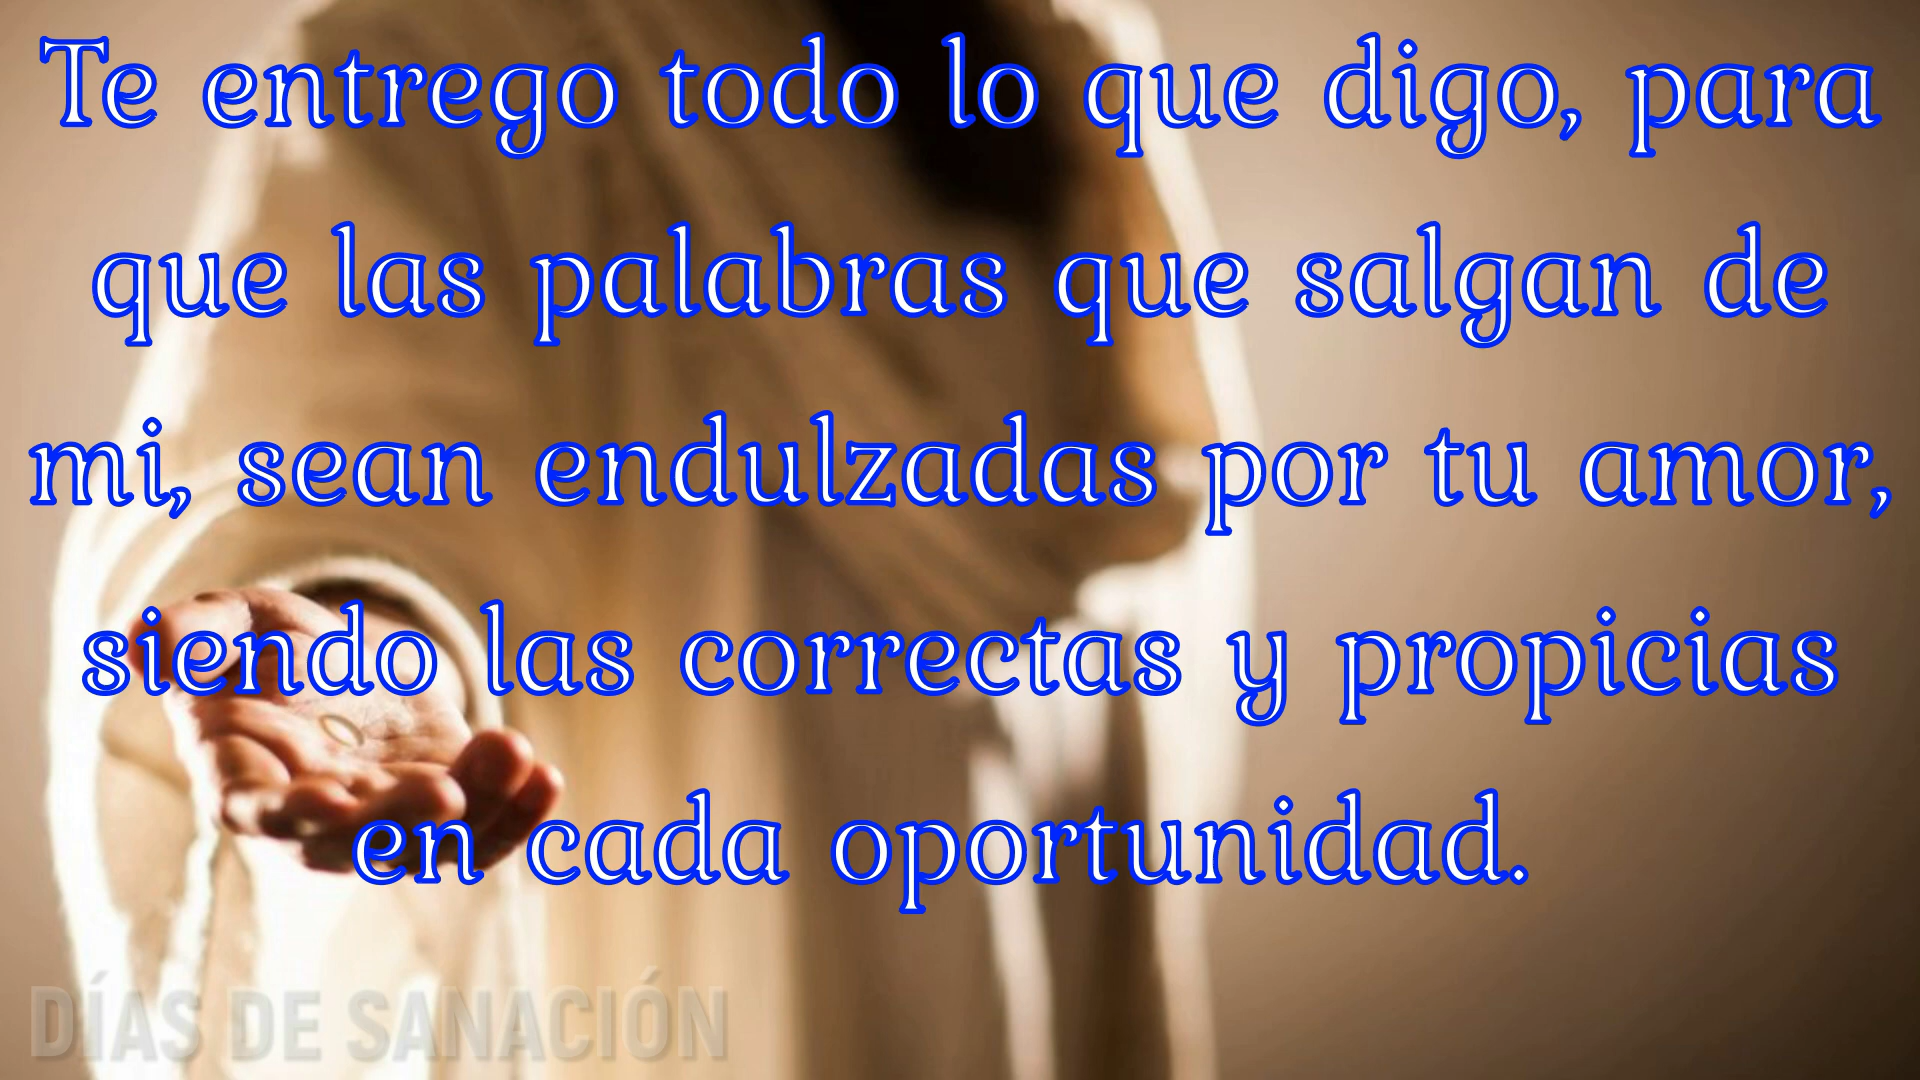 Te entrego todo lo que digo, para
que las palabras que salgan de
mi, sean endulzadas por tu amor,
siendo las correctas y propicias
en cada oportunidad.
DÍAS DE SANACIÓN